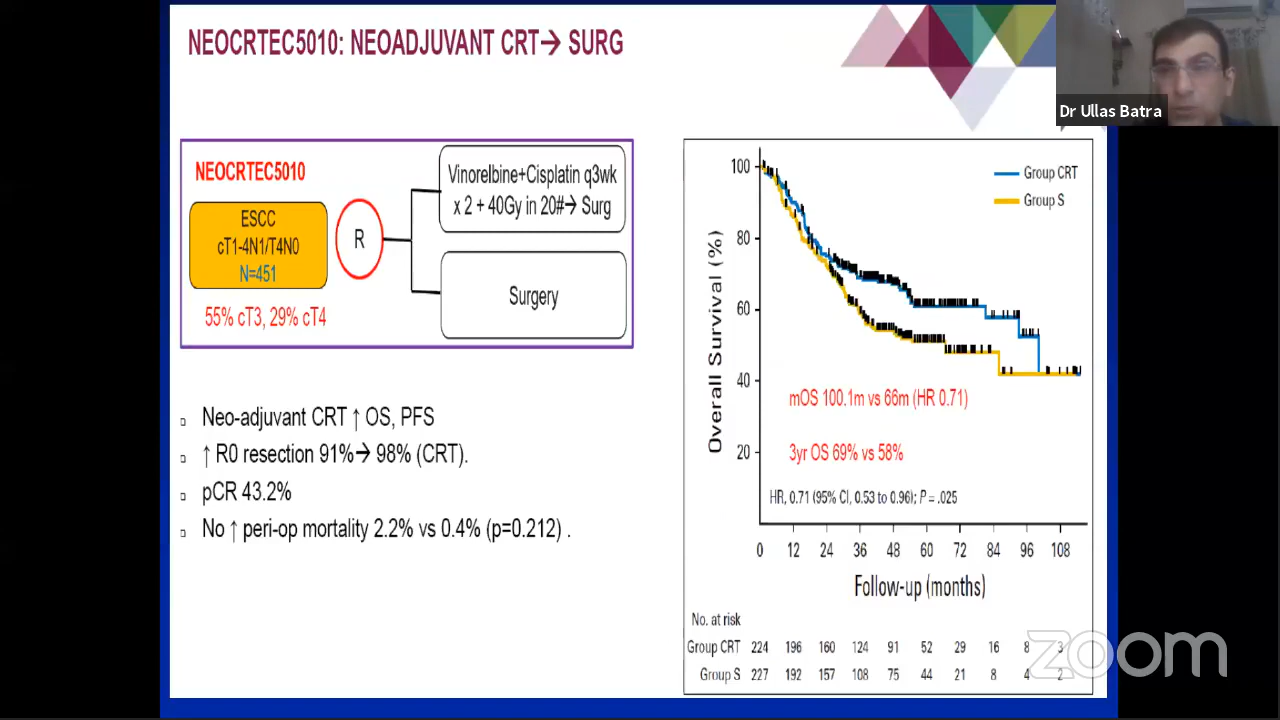 NEOCRTEC5010: NEOADJUVANT CRT→ SURG
Dr Ullas Batra
NEOCRTEC5010
ESCC
cT1-4N1/T4N0
N=451
55% cT3, 29% cT4
R
Vinorelbine+Cisplatin q3wk
x 2 + 40Gy in 20#→ Surg
Surgery
Neo-adjuvant CRT ↑ OS, PFS
↑ R0 resection 91%→ 98% (CRT).
pCR 43.2%
No ↑ peri-op mortality 2.2% vs 0.4% (p=0.212) .
Group CRT
Group S
Overall Survival (%)
100
80
60
40
20
mOS 100.1m vs 66m (HR 0.71)
3yr OS 69% vs 58%
HR, 0.71 (95% CI, 0.53 to 0.96); P = .025
0 12 24 36 48 60 72 84 96 108
Follow-up (months)
No. at risk
Group CRT 224 196 160 124 91 52 29 16 8 3
Group S 227 192 157 108 75 44 21 8 4 2
zoom